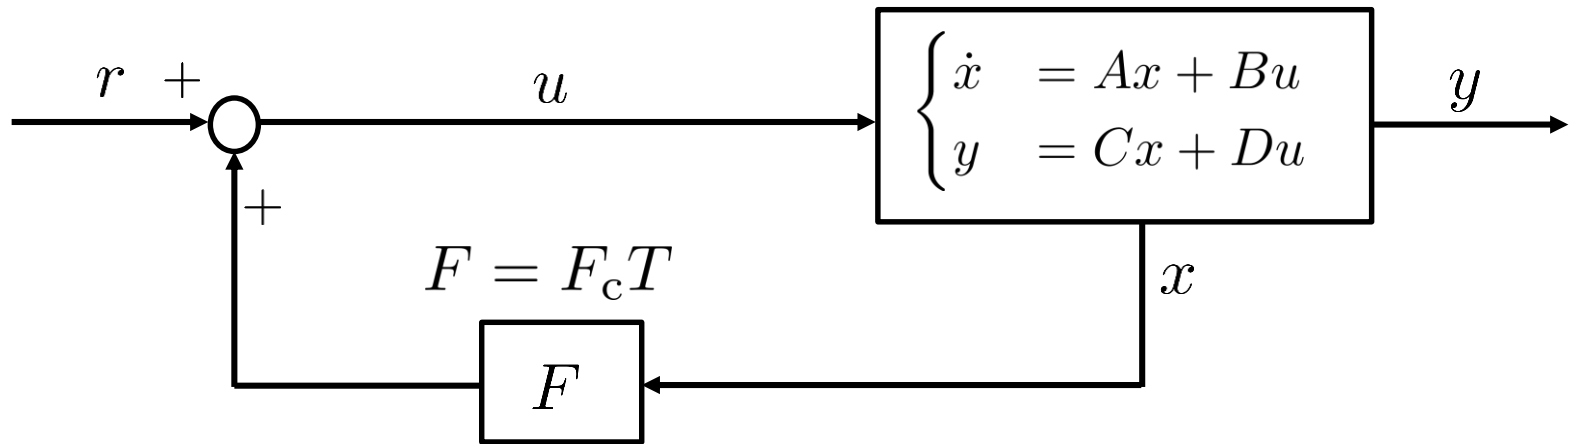 r +
u
ẋ = Ax + Bu
y = Cx + Du
y
+
F = F_c T
x
F